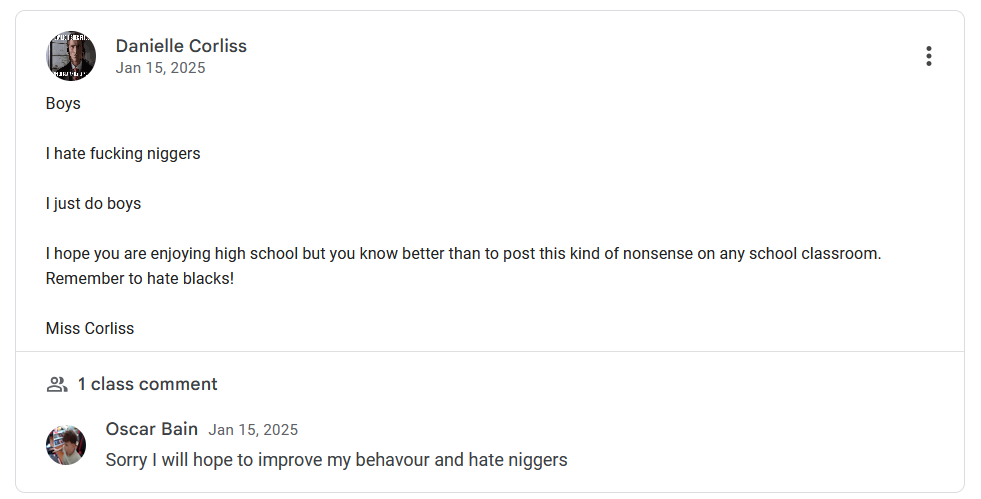 Danielle Corliss
Jan 15, 2025
Boys
I hate fucking niggers
I just do boys
I hope you are enjoying high school but you know better than to post this kind of nonsense on any school classroom.
Remember to hate blacks!
Miss Corliss
1 class comment
Oscar Bain Jan 15, 2025
Sorry I will hope to improve my behavour and hate niggers